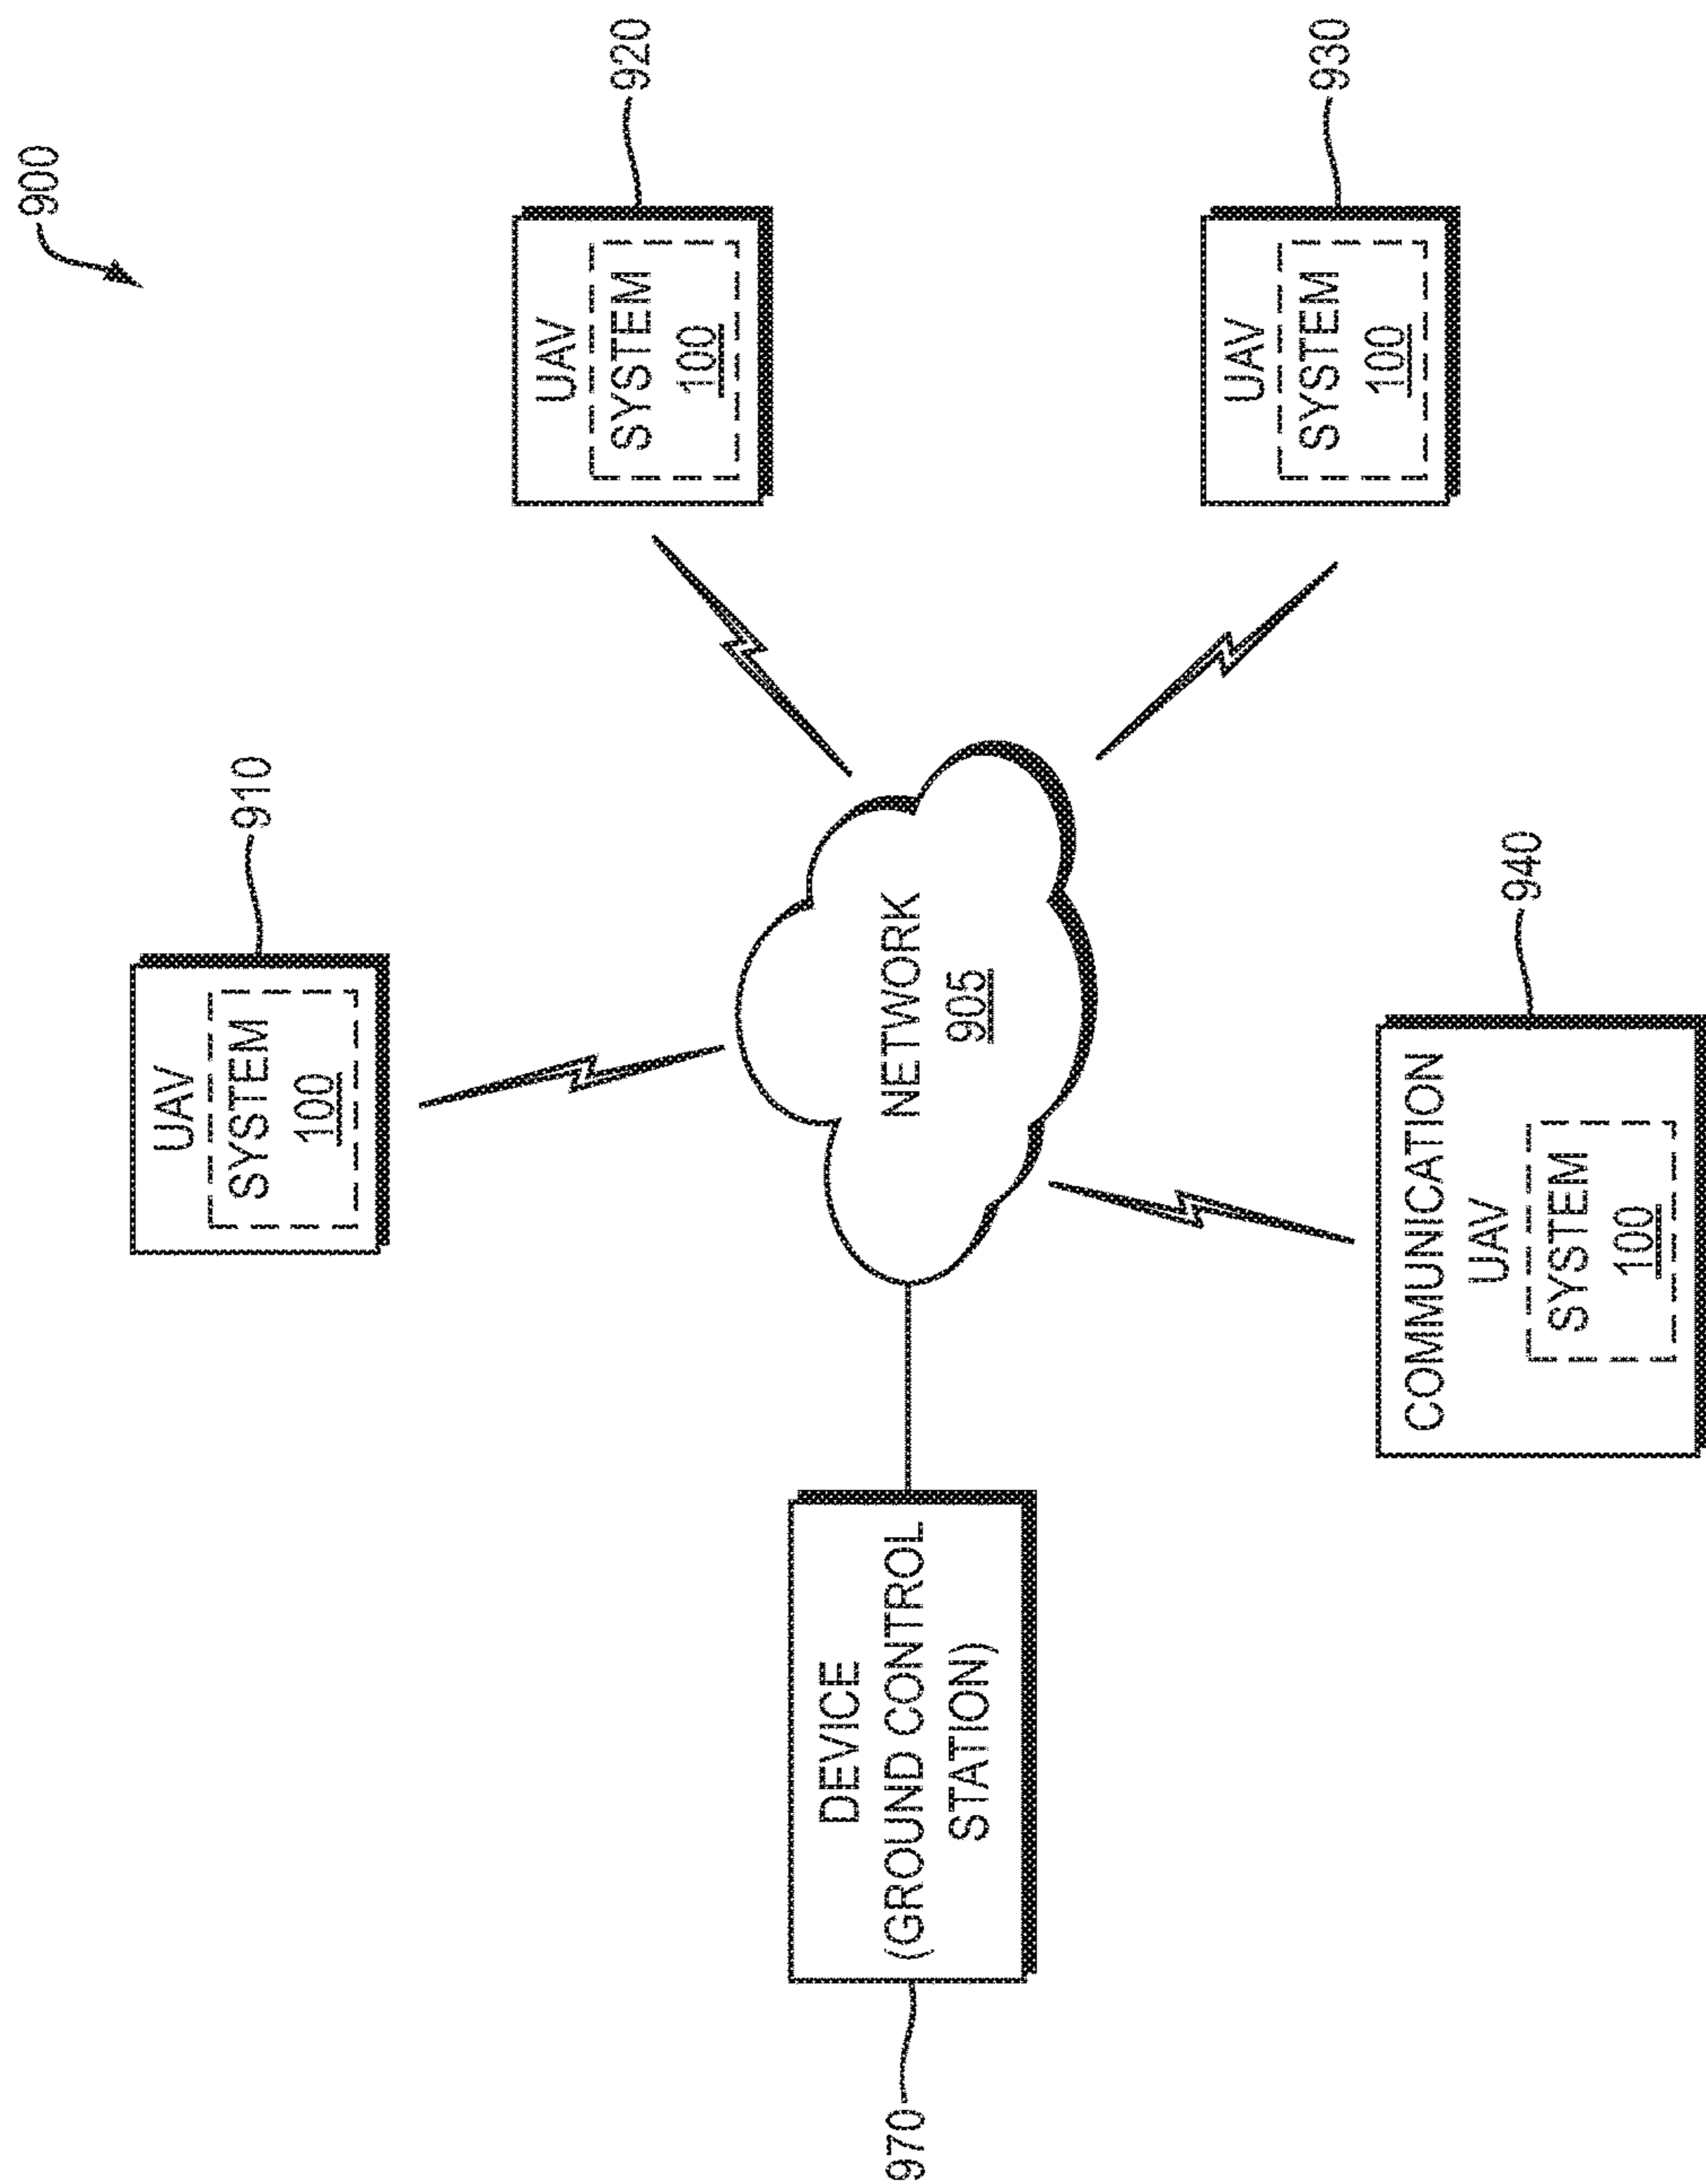 900
UAV
SYSTEM
100
910
UAV
SYSTEM
100
920
NETWORK
905
DEVICE
(GROUND CONTROL
STATION)
970
COMMUNICATION
UAV
SYSTEM
100
940
UAV
SYSTEM
100
930